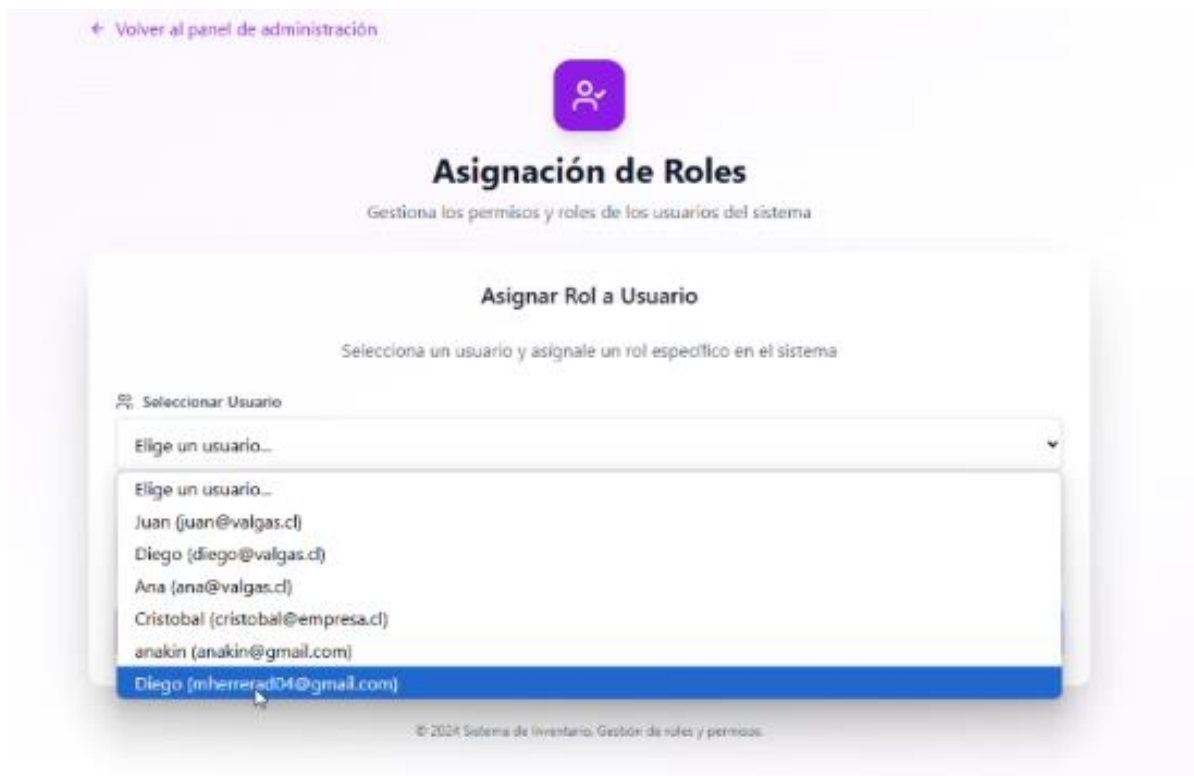 ← Volver al panel de administración
Asignación de Roles
Gestiona los permisos y roles de los usuarios del sistema
Asignar Rol a Usuario
Selecciona un usuario y asígnale un rol específico en el sistema
Seleccionar Usuario
Elige un usuario...
Elige un usuario...
Juan (juan@valgas.cl)
Diego (diego@valgas.cl)
Ana (ana@valgas.cl)
Cristobal (cristobal@empresa.cl)
anakin (anakin@gmail.com)
Diego (mherrerad04@gmail.com)
© 2024 Sistema de Inventario. Gestión de roles y permisos.